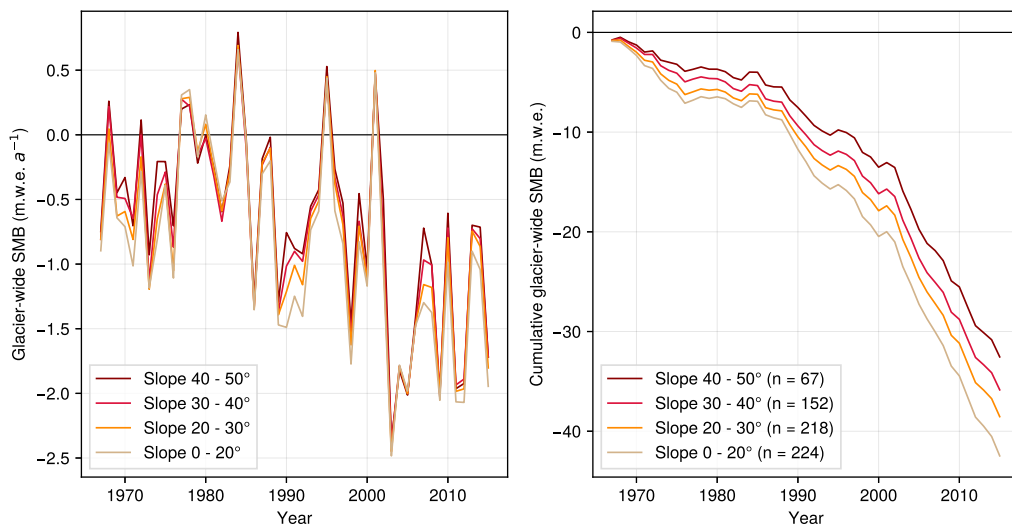 Glacier-wide SMB (m.w.e. a⁻¹)
0.5
0.0
−0.5
−1.0
−1.5
−2.0
−2.5
Slope 40 - 50°
Slope 30 - 40°
Slope 20 - 30°
Slope 0 - 20°
1970 1980 1990 2000 2010
Year
Cumulative glacier-wide SMB (m.w.e.)
0
−10
−20
−30
−40
Slope 40 - 50° (n = 67)
Slope 30 - 40° (n = 152)
Slope 20 - 30° (n = 218)
Slope 0 - 20° (n = 224)
1970 1980 1990 2000 2010
Year